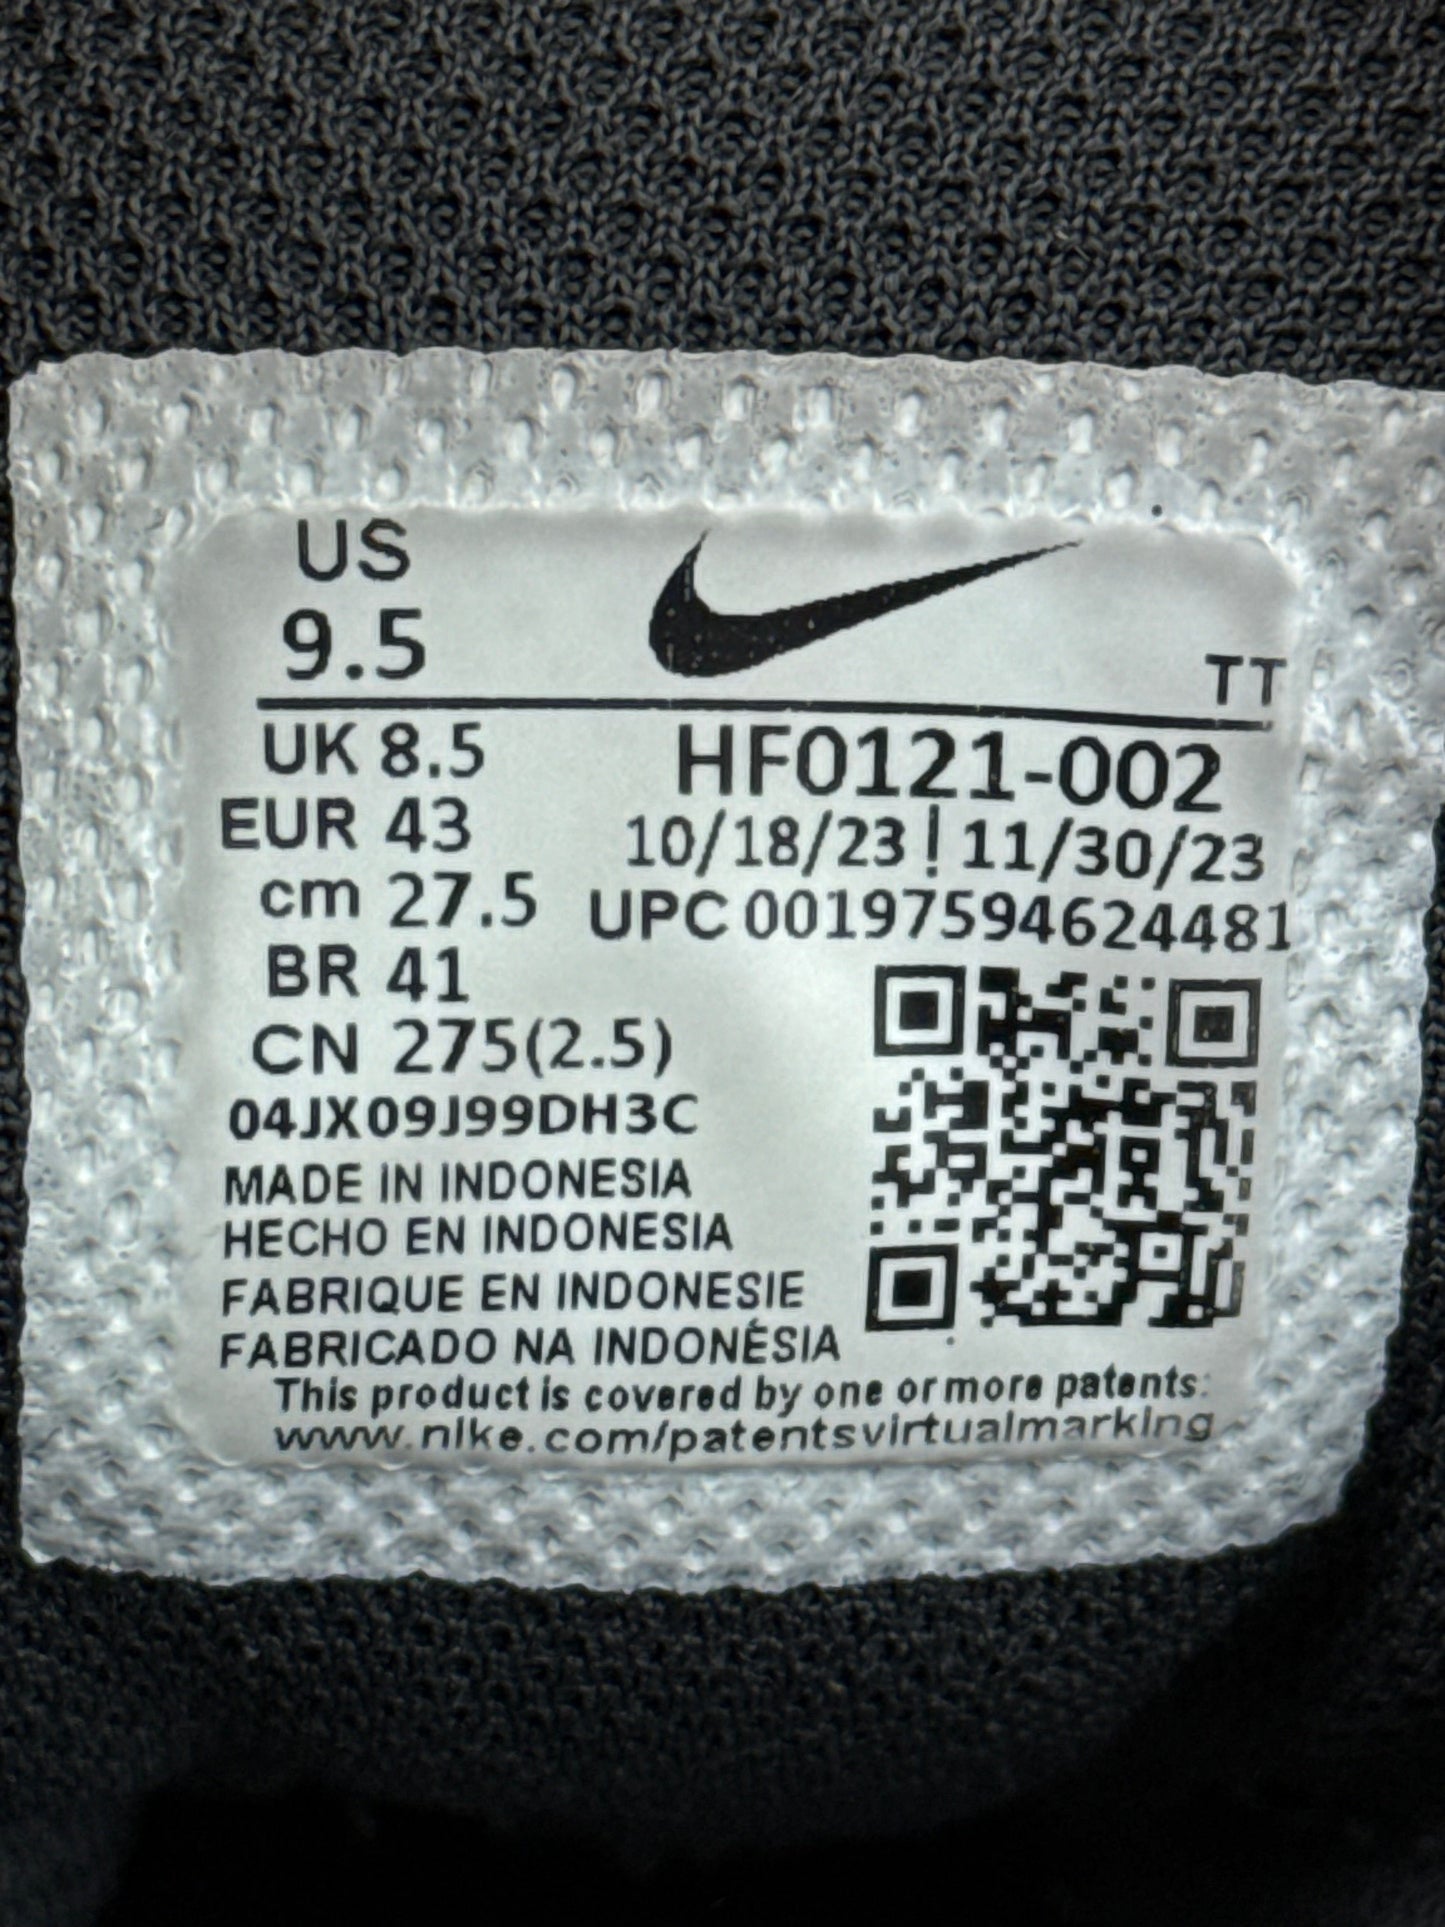 US
9.5
TT
UK 8.5
HF0121-002
EUR 43
10/18/23 ! 11/30/23
cm 27.5
UPC 00197594624481
BR 41
CN 275(2.5)
04JX09J99DH3C
MADE IN INDONESIA
HECHO EN INDONESIA
FABRIQUE EN INDONESIE
FABRICADO NA INDONÉSIA
This product is covered by one or more patents:
www.nike.com/patentsvirtualmarking